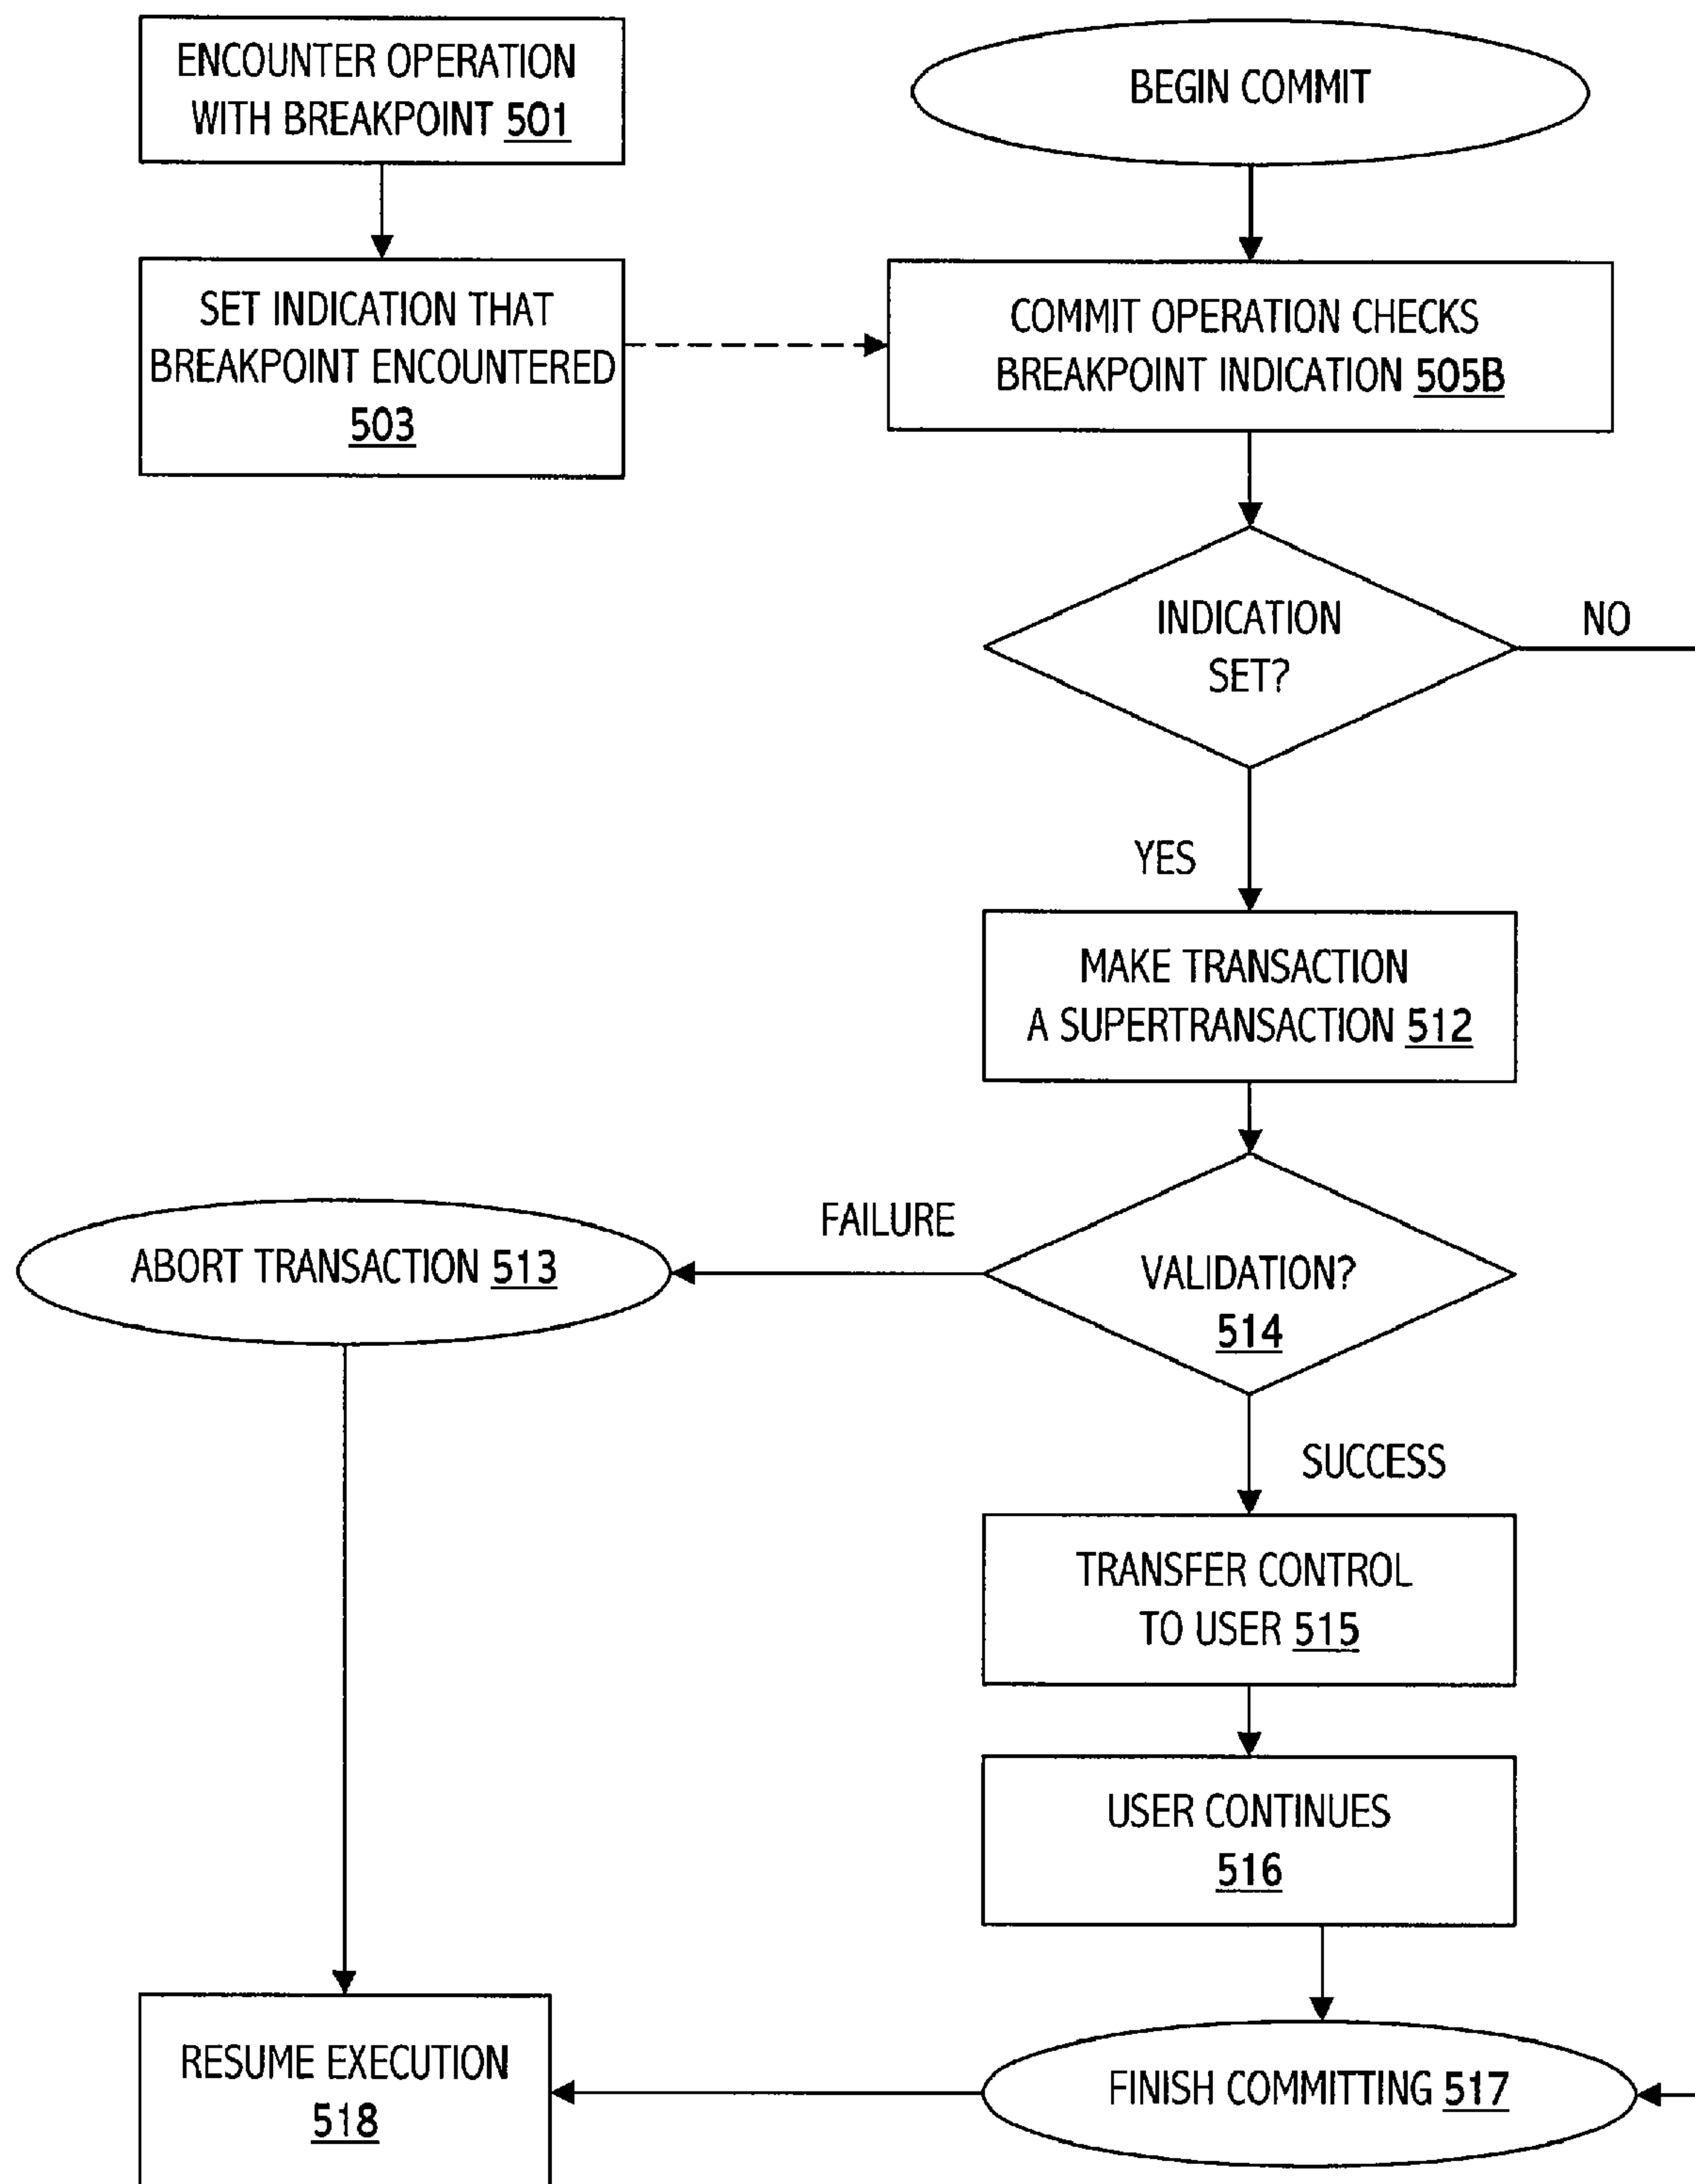 ENCOUNTER OPERATION
WITH BREAKPOINT 501
BEGIN COMMIT
SET INDICATION THAT
BREAKPOINT ENCOUNTERED
503
COMMIT OPERATION CHECKS
BREAKPOINT INDICATION 505B
INDICATION
SET?
NO
YES
MAKE TRANSACTION
A SUPERTRANSACTION 512
FAILURE
ABORT TRANSACTION 513
VALIDATION?
514
SUCCESS
TRANSFER CONTROL
TO USER 515
USER CONTINUES
516
RESUME EXECUTION
518
FINISH COMMITTING 517